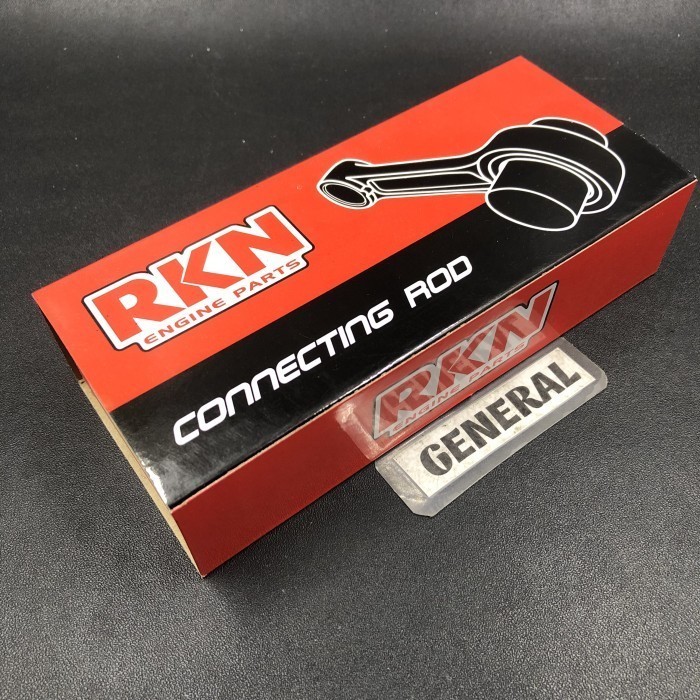 RKN
ENGINE PARTS
CONNECTING ROD
RKN
ENGINE PARTS
GENERAL